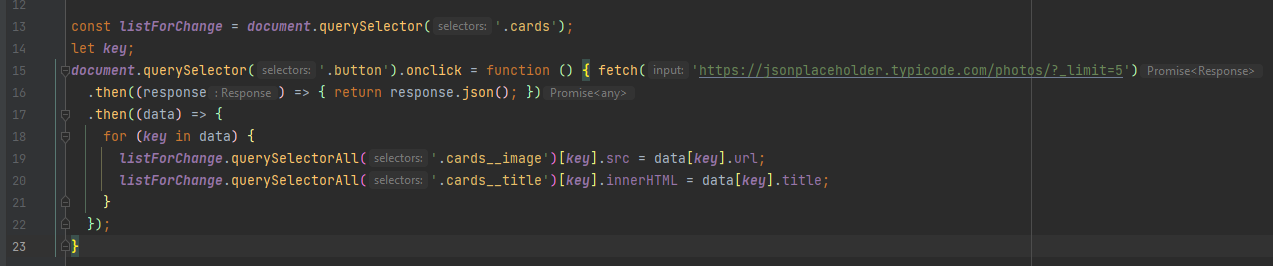 12
13 const listForChange = document.querySelector( selectors: '.cards');
14 let key;
15 document.querySelector( selectors: '.button').onclick = function () { fetch( input: 'https://jsonplaceholder.typicode.com/photos/?_limit=5') Promise<Response>
16 .then((response : Response ) => { return response.json(); }) Promise<any>
17 .then((data) => {
18 for (key in data) {
19 listForChange.querySelectorAll( selectors: '.cards__image')[key].src = data[key].url;
20 listForChange.querySelectorAll( selectors: '.cards__title')[key].innerHTML = data[key].title;
21 }
22 });
23 }